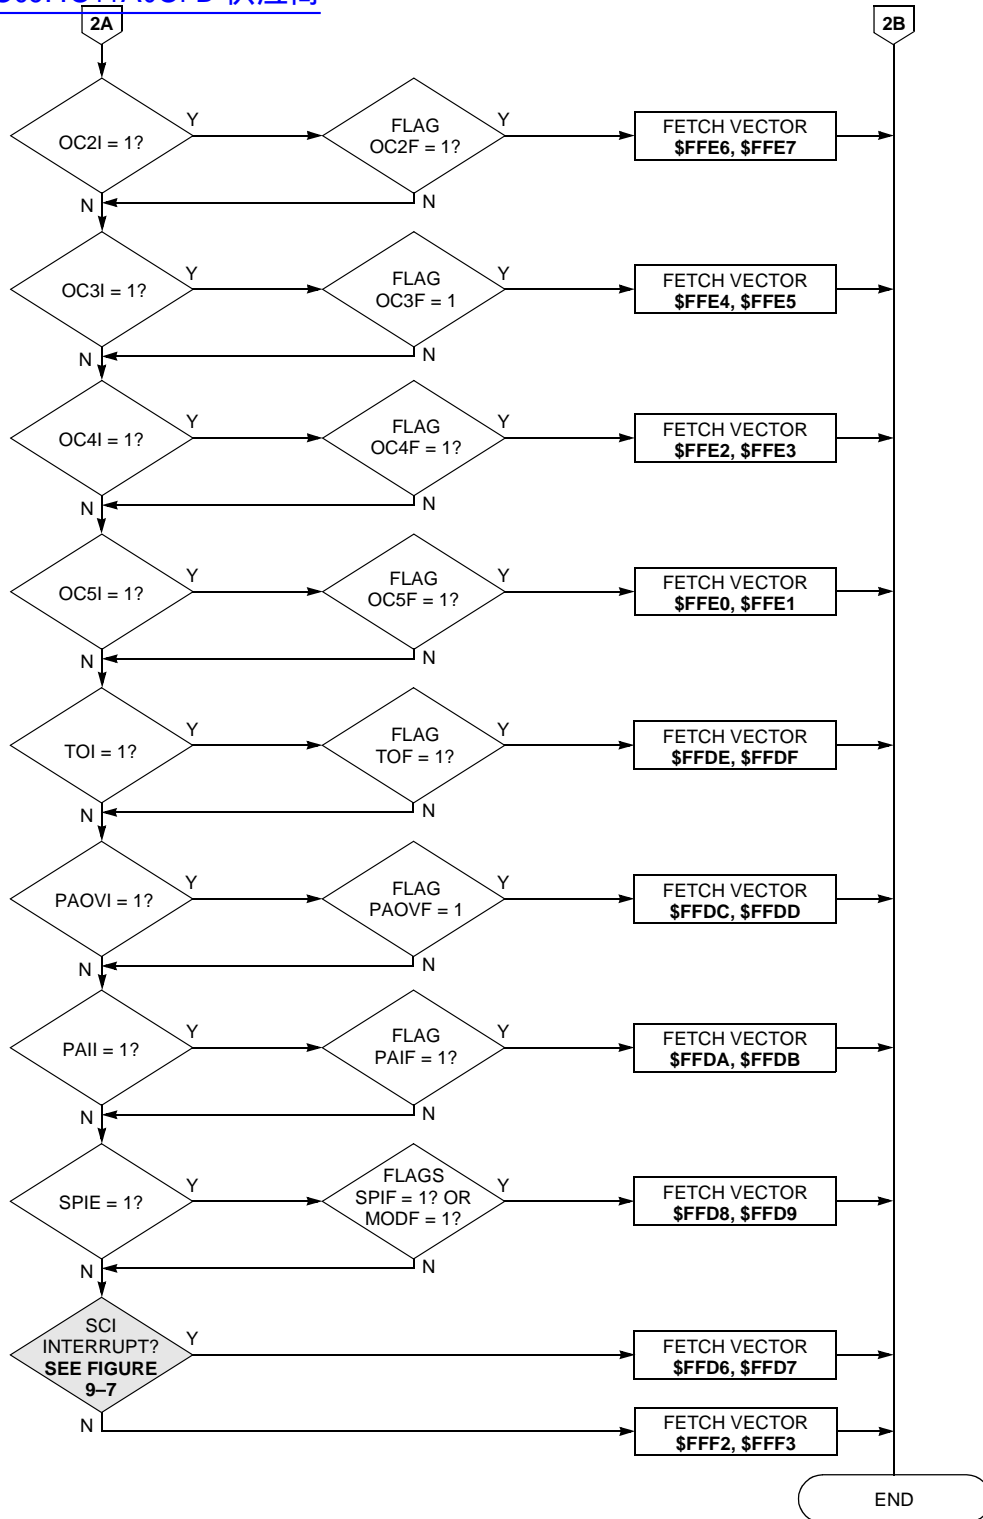 供应商
2A
2B
OC2I = 1?
Y
FLAG
OC2F = 1?
Y
FETCH VECTOR
$FFE6, $FFE7
N
N
OC3I = 1?
Y
FLAG
OC3F = 1
Y
FETCH VECTOR
$FFE4, $FFE5
N
N
OC4I = 1?
Y
FLAG
OC4F = 1?
Y
FETCH VECTOR
$FFE2, $FFE3
N
N
OC5I = 1?
Y
FLAG
OC5F = 1?
Y
FETCH VECTOR
$FFE0, $FFE1
N
N
TOI = 1?
Y
FLAG
TOF = 1?
Y
FETCH VECTOR
$FFDE, $FFDF
N
N
PAOVI = 1?
Y
FLAG
PAOVF = 1
Y
FETCH VECTOR
$FFDC, $FFDD
N
N
PAII = 1?
Y
FLAG
PAIF = 1?
Y
FETCH VECTOR
$FFDA, $FFDB
N
N
SPIE = 1?
Y
FLAGS
SPIF = 1? OR
MODF = 1?
Y
FETCH VECTOR
$FFD8, $FFD9
N
N
SCI
INTERRUPT?
SEE FIGURE
9–7
Y
FETCH VECTOR
$FFD6, $FFD7
N
FETCH VECTOR
$FFF2, $FFF3
END